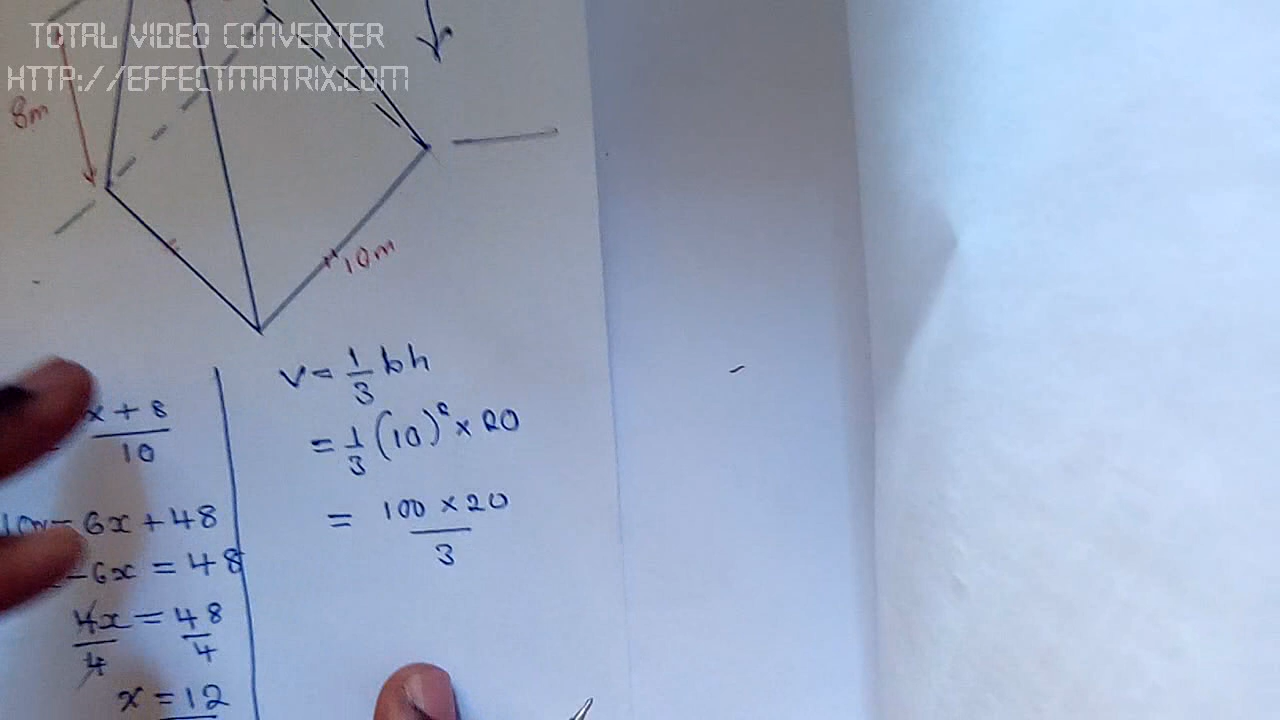 TOTAL VIDEO CONVERTER
HTTP://EFFECTMATRIX.COM
8m
10m
x + 8
10
= 6x + 48
- 6x = 48
4x = 48
4 4
x = 12
V = 1/3 bh
= 1/3 (10)² × 20
= 100 × 20
3